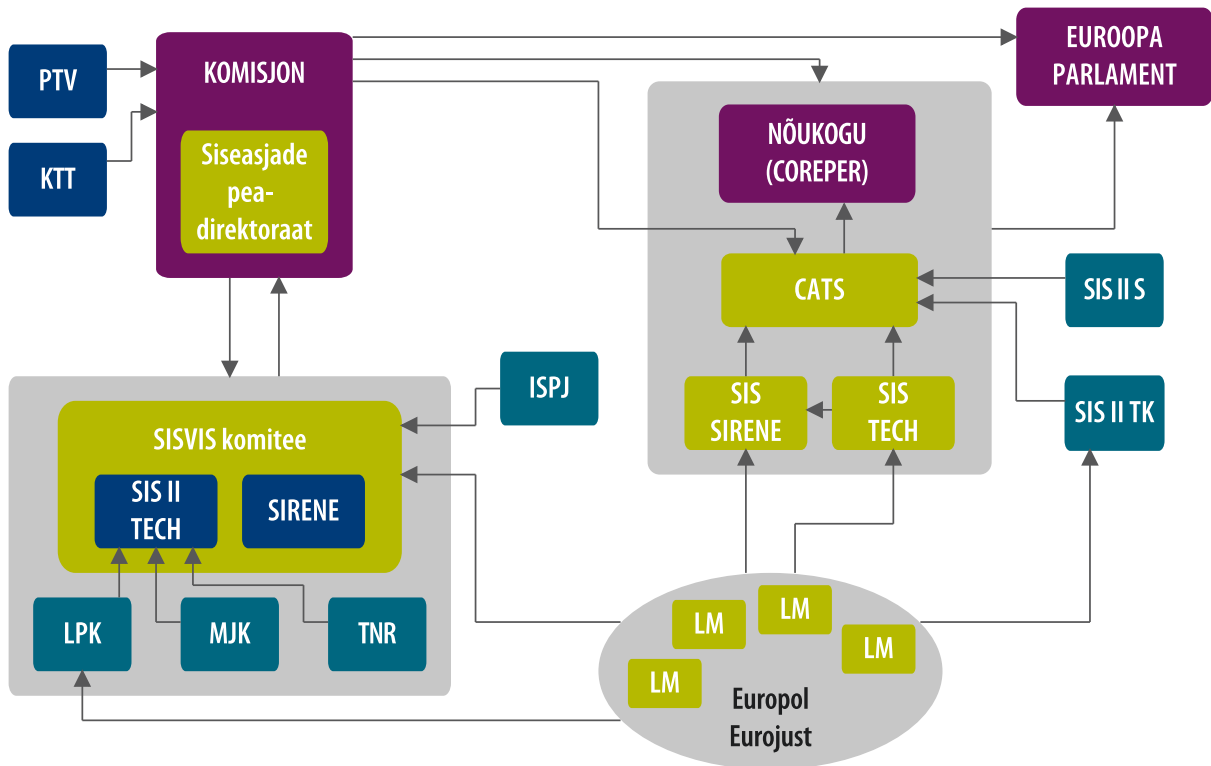 PTV
KTT
KOMISJON
Siseasjade
pea-
direktoraat
EUROOPA
PARLAMENT
NÕUKOGU
(COREPER)
CATS
SIS
SIRENE
SIS
TECH
SIS II S
SIS II TK
ISPJ
SISVIS komitee
SIS II
TECH
SIRENE
LPK
MJK
TNR
LM
LM
LM
LM
Europol
Eurojust